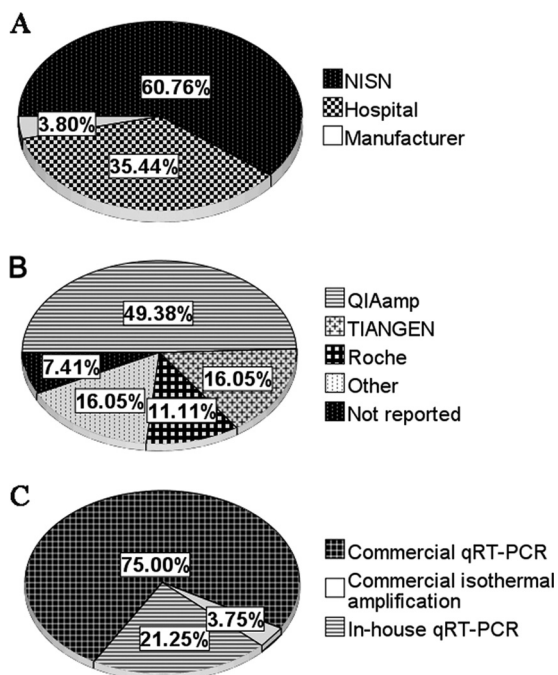 A
60.76%
3.80%
35.44%
NISN
Hospital
Manufacturer
B
49.38%
7.41%
16.05%
16.05%
11.11%
QIAamp
TIANGEN
Roche
Other
Not reported
C
75.00%
3.75%
21.25%
Commercial qRT-PCR
Commercial isothermal
amplification
In-house qRT-PCR